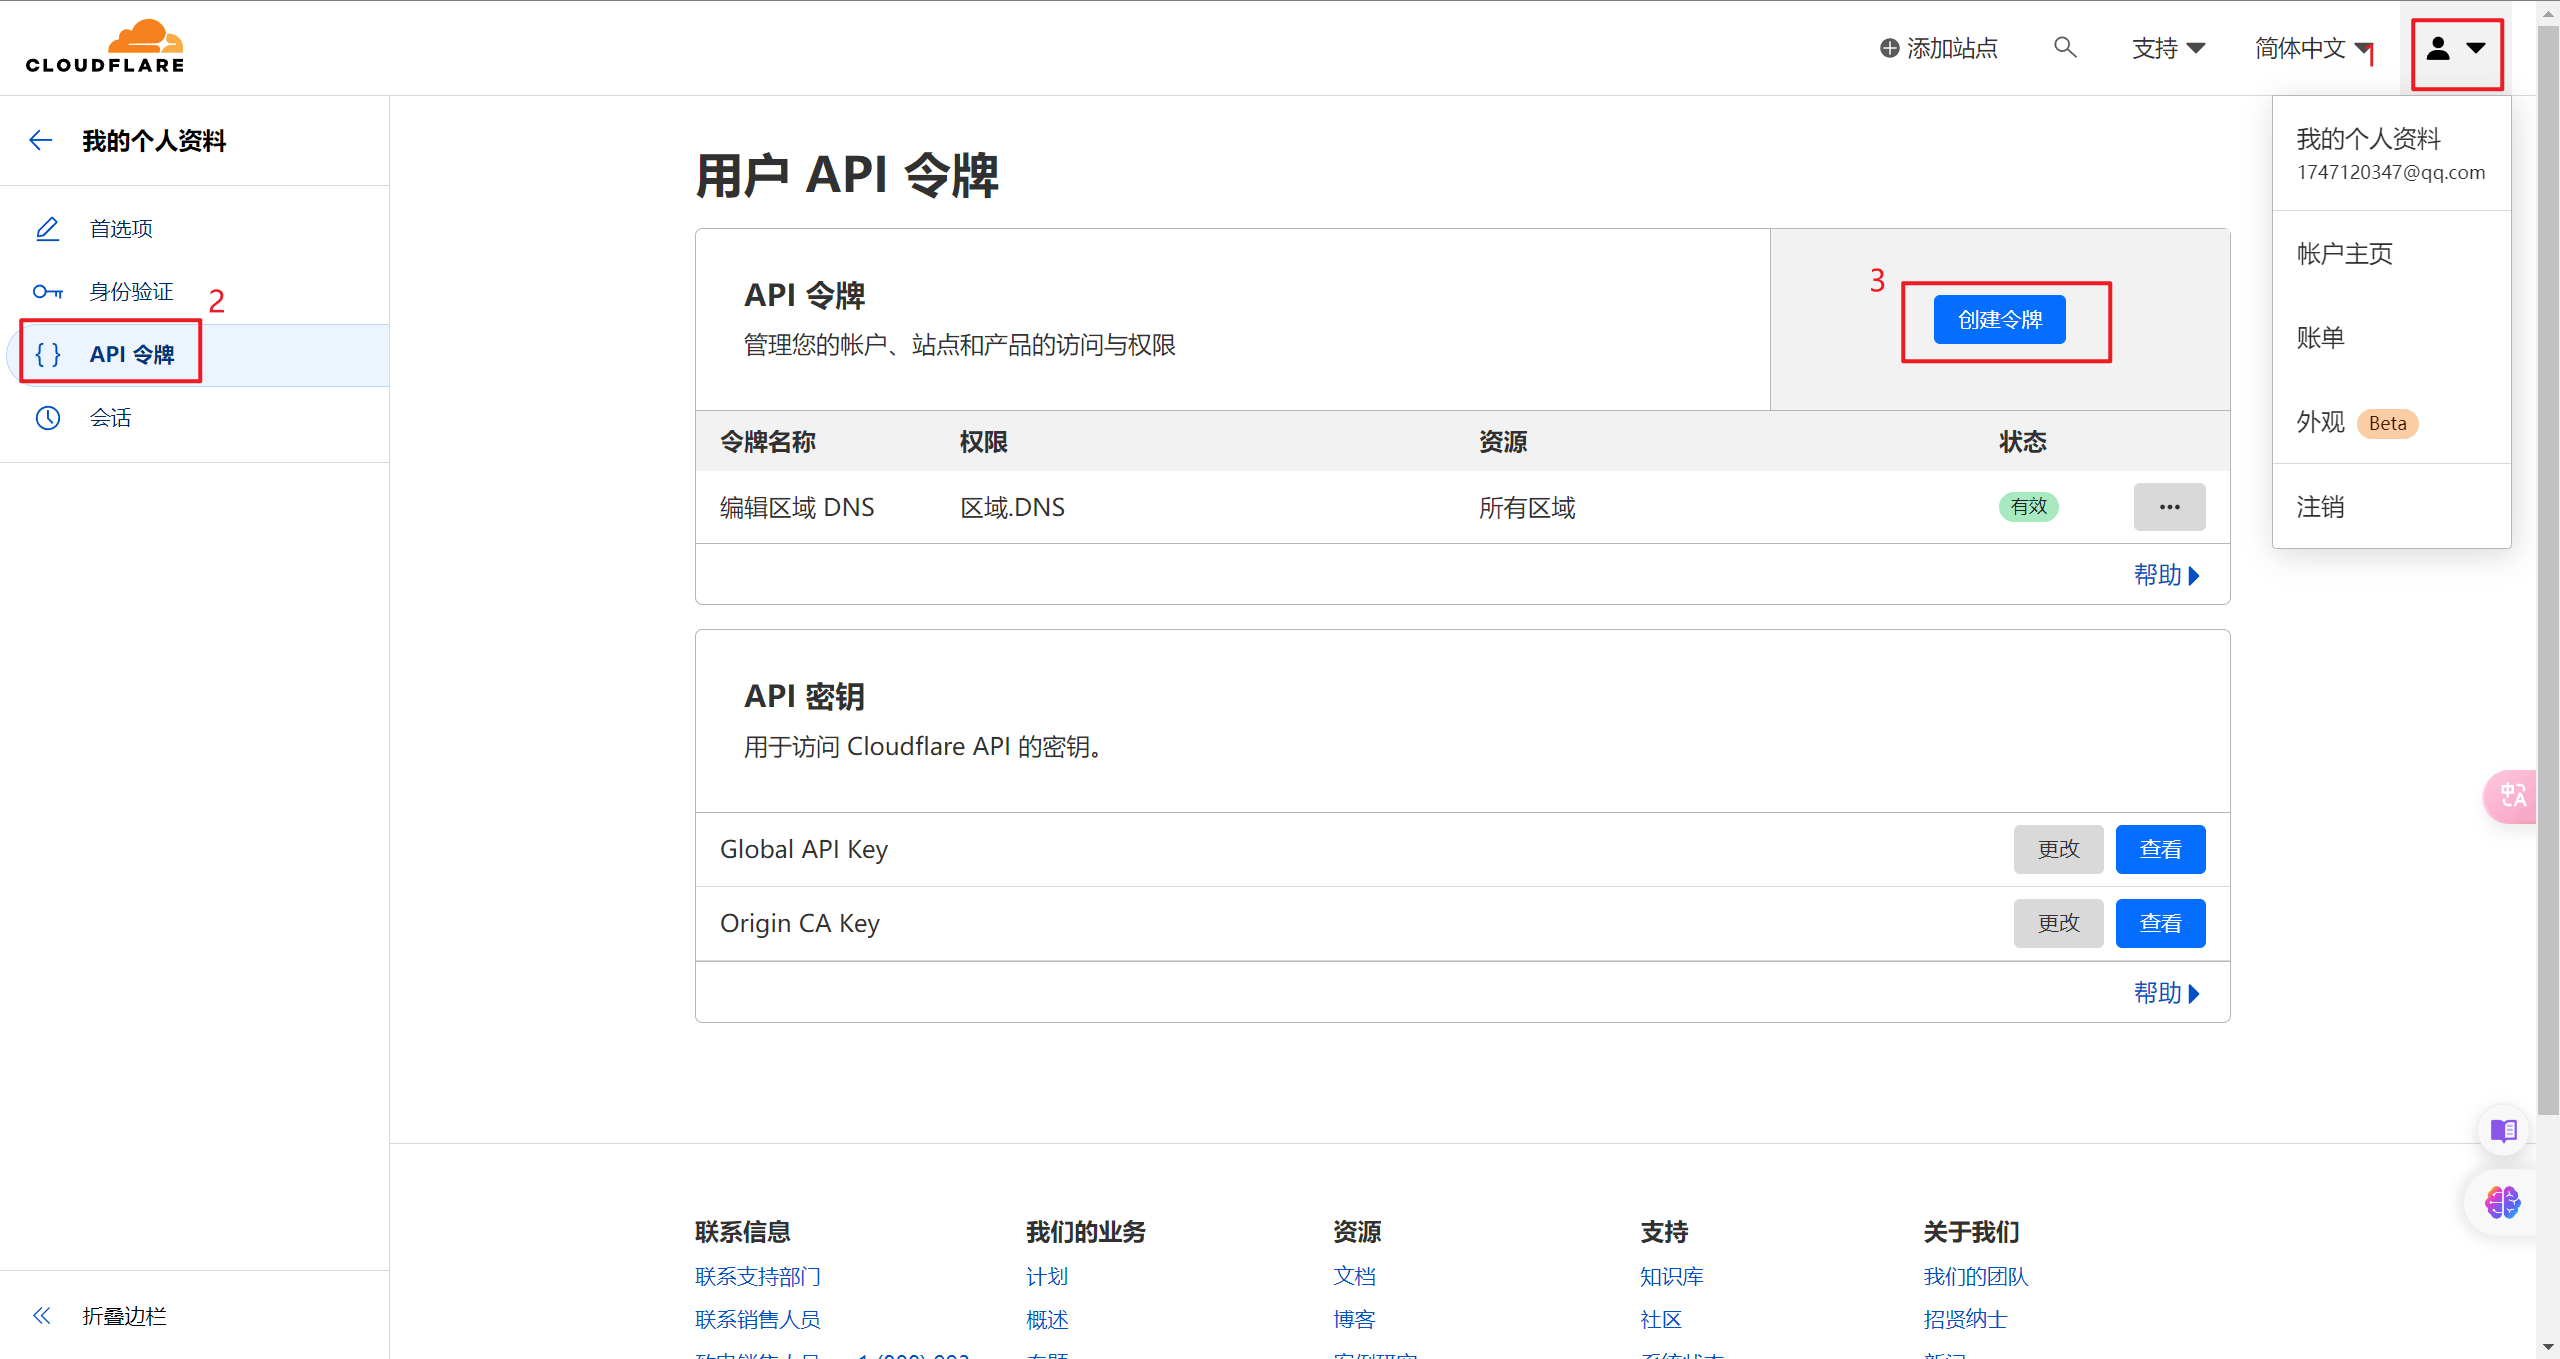 CLOUDFLARE
添加站点
支持
简体中文
1
我的个人资料
首选项
身份验证
2
API 令牌
会话
用户 API 令牌
API 令牌
管理您的帐户、站点和产品的访问与权限
3
创建令牌
令牌名称 权限 资源 状态
编辑区域 DNS 区域.DNS 所有区域 有效
帮助
API 密钥
用于访问 Cloudflare API 的密钥。
Global API Key 更改 查看
Origin CA Key 更改 查看
帮助
我的个人资料
1747120347@qq.com
帐户主页
账单
外观 Beta
注销
中A
联系信息 我们的业务 资源 支持 关于我们
联系支持部门 计划 文档 知识库 我们的团队
联系销售人员 概述 博客 社区 招贤纳士
折叠边栏